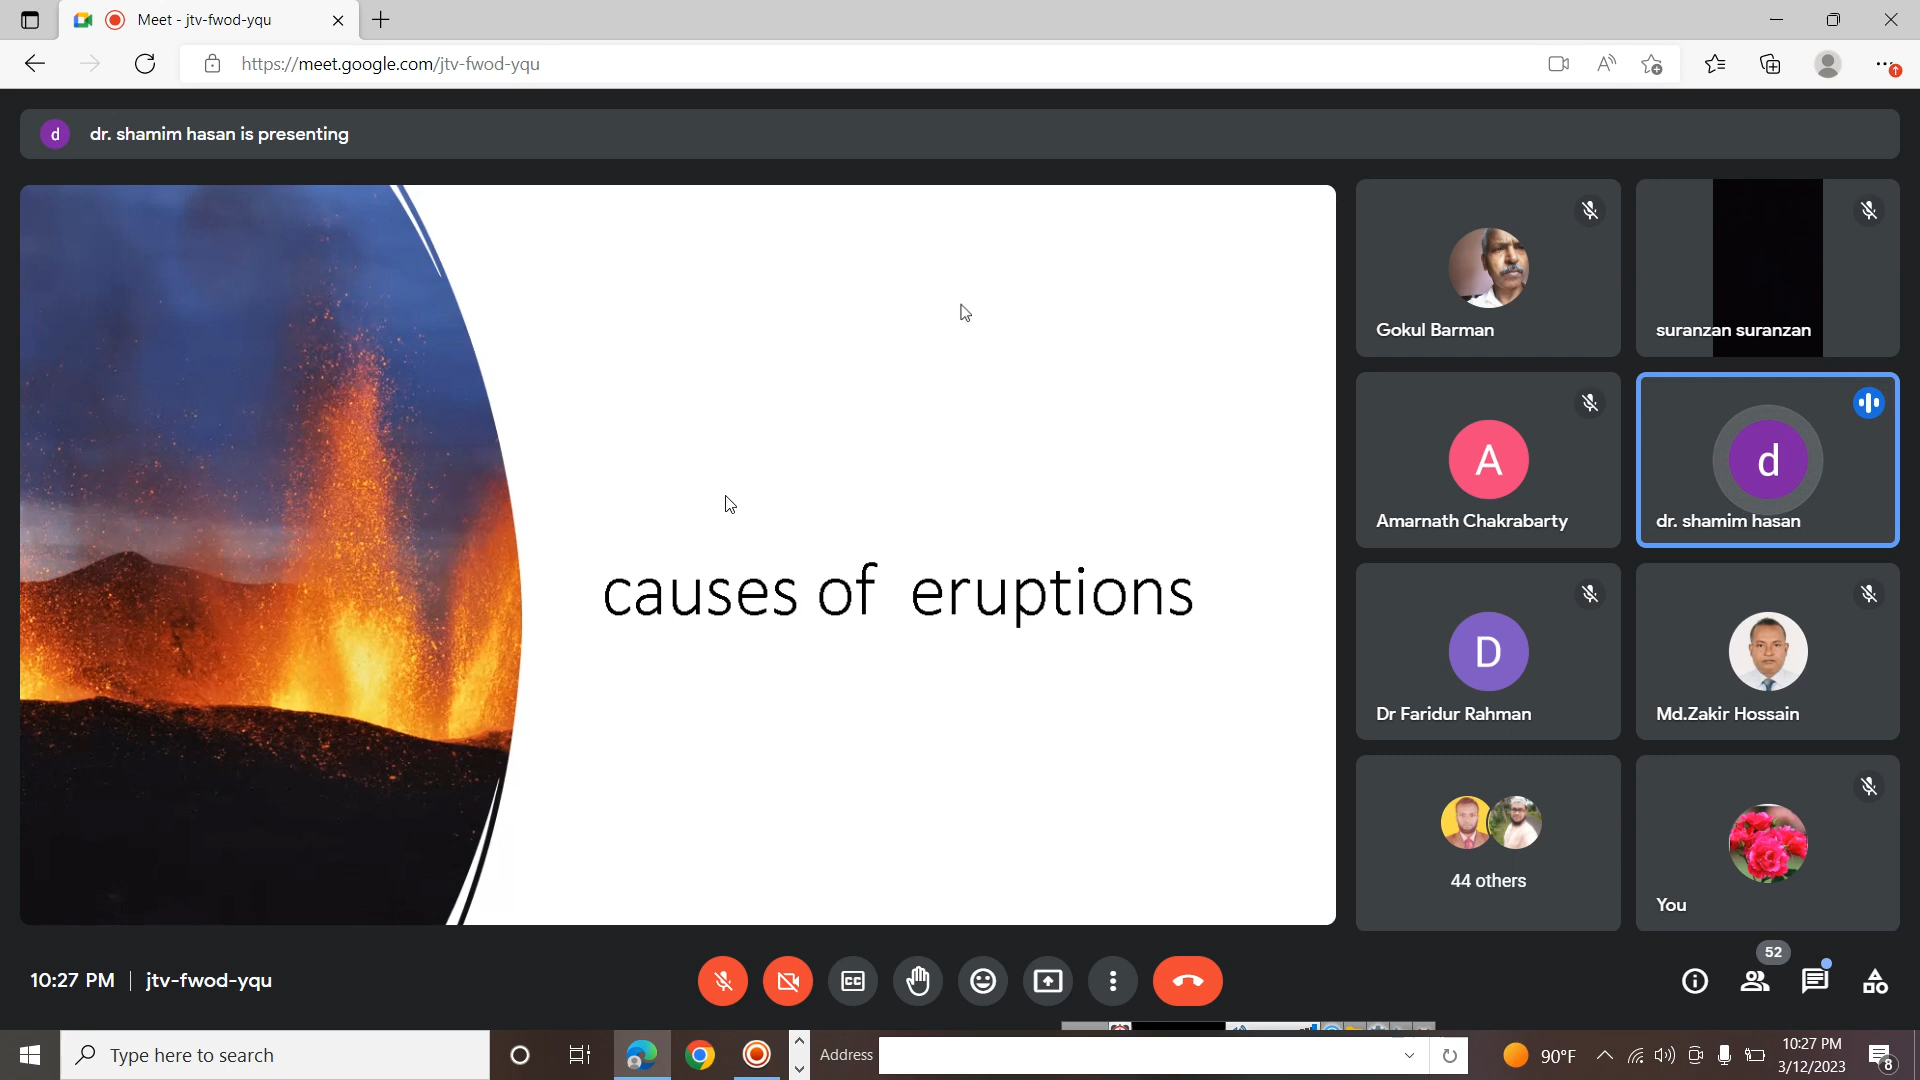 Meet - jtv-fwod-yqu
https://meet.google.com/jtv-fwod-yqu
d dr. shamim hasan is presenting
causes of eruptions
Gokul Barman
suranzan suranzan
A
Amarnath Chakrabarty
d
dr. shamim hasan
D
Dr Faridur Rahman
Md.Zakir Hossain
44 others
You
10:27 PM | jtv-fwod-yqu
CC
52
Type here to search
Address
90°F
10:27 PM
3/12/2023
8